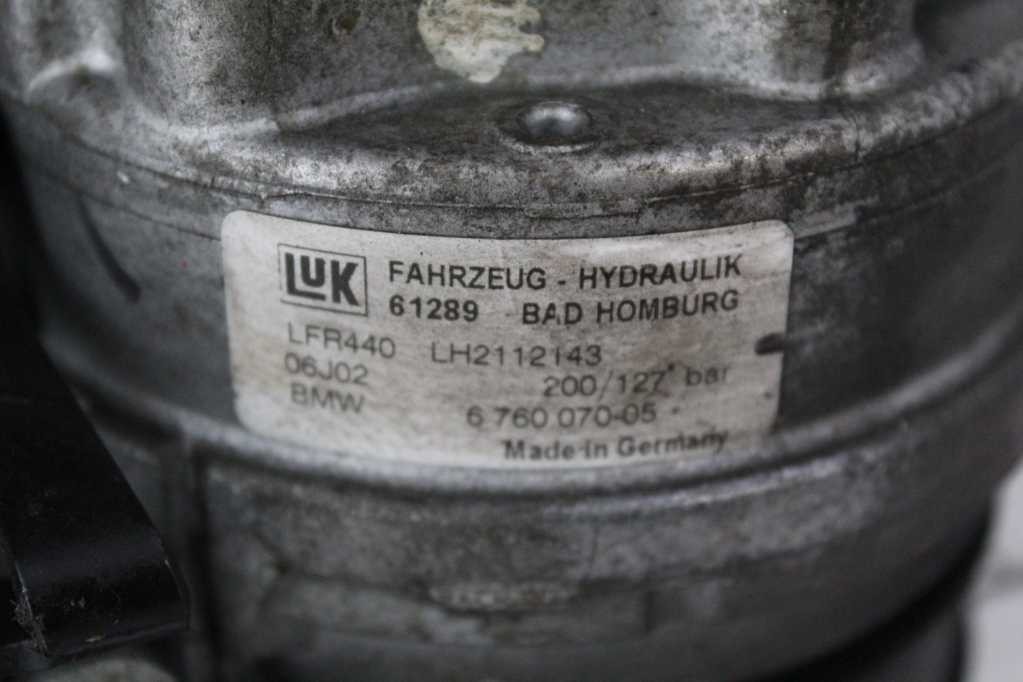 LUK FAHRZEUG - HYDRAULIK
61289 BAD HOMBURG
LFR440 LH2112143
06J02 200/127 bar
BMW 6 760 070-05
Made in Germany